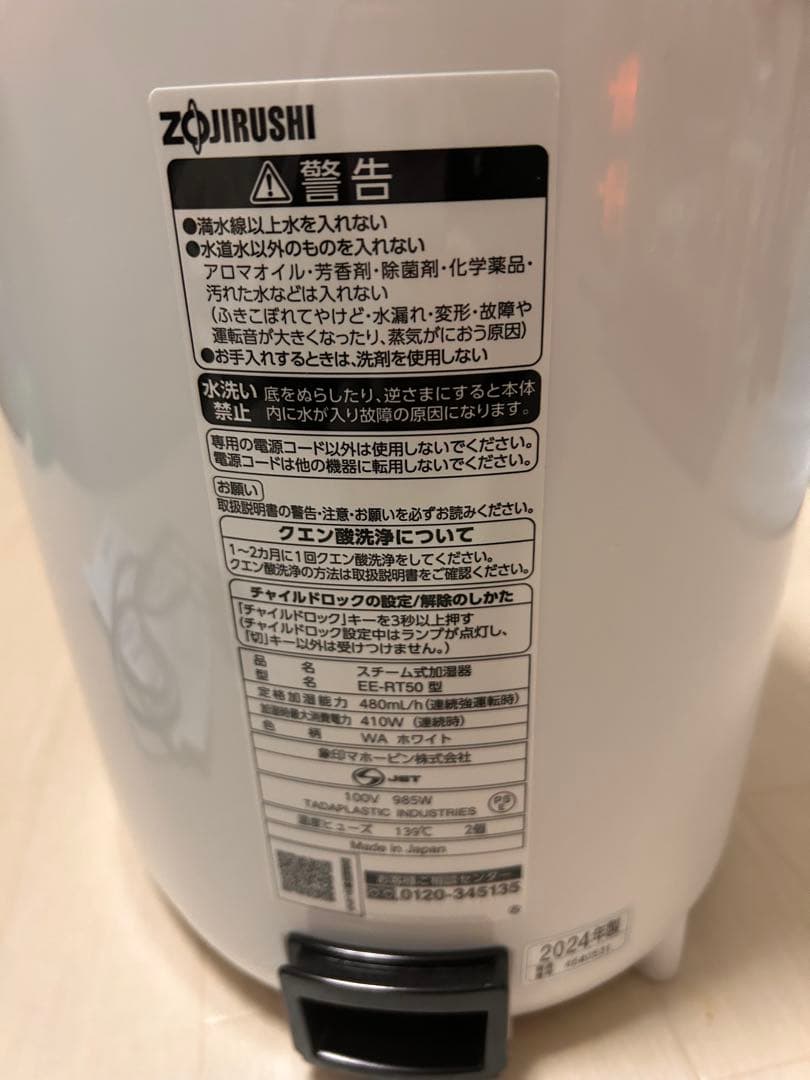 ZOJIRUSHI
警告
●満水線以上水を入れない
●水道水以外のものを入れない
アロマオイル・芳香剤・除菌剤・化学薬品・
汚れた水などは入れない
(ふきこぼれてやけど・水漏れ・変形・故障や
運転音が大きくなったり、蒸気がにおう原因)
●お手入れするときは、洗剤を使用しない
水洗い禁止
底をぬらしたり、逆さまにすると本体
内に水が入り故障の原因になります。
専用の電源コード以外は使用しないでください。
電源コードは他の機器に転用しないでください。
お願い
取扱説明書の警告・注意・お願いを必ずお読みください。
クエン酸洗浄について
1～2カ月に1回クエン酸洗浄をしてください。
クエン酸洗浄の方法は取扱説明書をご確認ください。
チャイルドロックの設定/解除のしかた
「チャイルドロック」キーを3秒以上押す
(チャイルドロック設定中はランプが点灯し、
「切」キー以外は受けつけません。)
品名 スチーム式加湿器
型名 EE-RT50 型
定格加湿能力 480mL/h (連続強運転時)
加湿時最大消費電力 410W (連続時)
色柄 WA ホワイト
象印マホービン株式会社
JET
100V 985W
TADAPLASTIC INDUSTRIES
PS E
温度ヒューズ 139℃ 2個
Made in Japan
お客様ご相談センター
0120-345135
2024年製